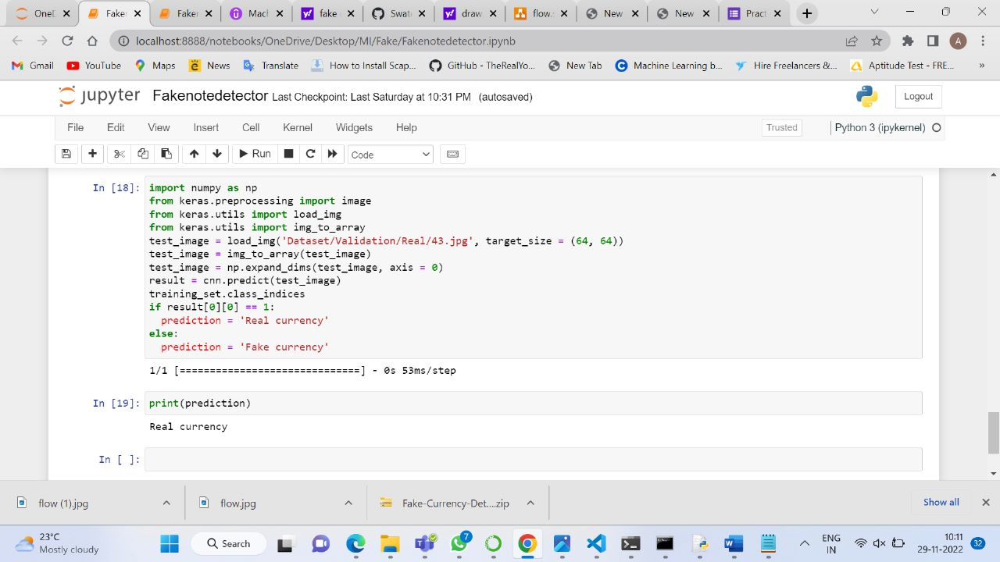 OneD
Faker
Faker
Mach
fake c
Swati
draw
flow.
New
New
Pract
localhost:8888/notebooks/OneDrive/Desktop/MI/Fake/Fakenotedetector.ipynb
A
Gmail YouTube Maps News Translate How to Install Scap... GitHub - TheRealYo... New Tab Machine Learning b... Hire Freelancers &... Aptitude Test - FRE... »
jupyter Fakenotedetector Last Checkpoint: Last Saturday at 10:31 PM (autosaved)
Logout
File Edit View Insert Cell Kernel Widgets Help
Trusted
Python 3 (ipykernel)
Run
Code
In [18]:
import numpy as np
from keras.preprocessing import image
from keras.utils import load_img
from keras.utils import img_to_array
test_image = load_img('Dataset/Validation/Real/43.jpg', target_size = (64, 64))
test_image = img_to_array(test_image)
test_image = np.expand_dims(test_image, axis = 0)
result = cnn.predict(test_image)
training_set.class_indices
if result[0][0] == 1:
  prediction = 'Real currency'
else:
  prediction = 'Fake currency'
1/1 [==============================] - 0s 53ms/step
In [19]:
print(prediction)
Real currency
In [ ]:
flow (1).jpg
flow.jpg
Fake-Currency-Det....zip
Show all
23°C
Mostly cloudy
Search
7
ENG
IN
10:11
29-11-2022
32